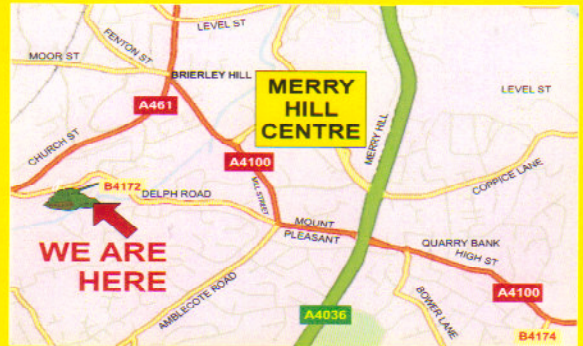 LEVEL ST
FENTON ST
MOOR ST
BRIERLEY HILL
MERRY
HILL
CENTRE
LEVEL ST
A461
CHURCH ST
A4100
MERRY HILL
COPPICE LANE
B4172
DELPH ROAD
MILL STREET
MOUNT
PLEASANT
WE ARE
HERE
QUARRY BANK
HIGH ST
AMBLECOTE ROAD
BOWER LANE
A4100
A4036
B4174